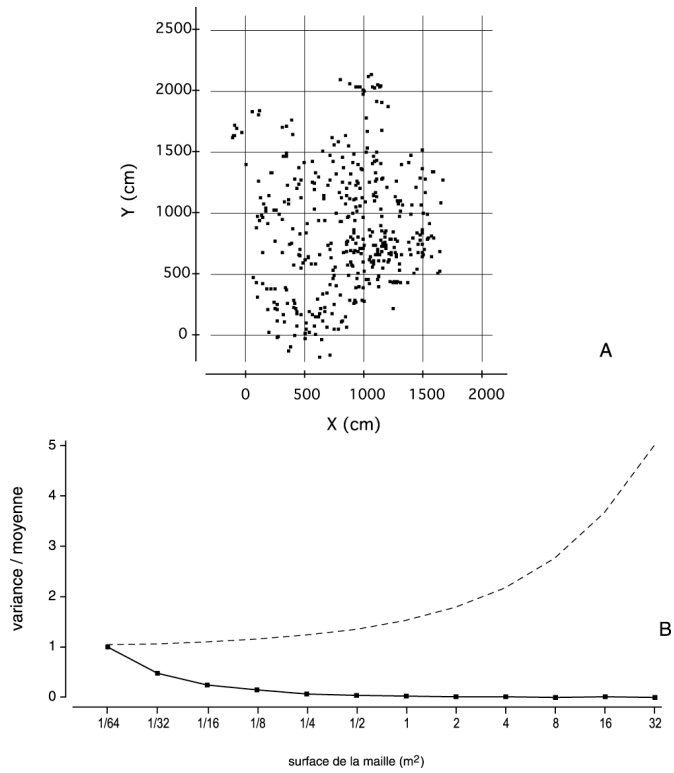 2500
2000
1500
1000
500
0
Y (cm)
0 500 1000 1500 2000
X (cm)
A
5
4
3
2
1
0
variance / moyenne
B
1/64 1/32 1/16 1/8 1/4 1/2 1 2 4 8 16 32
surface de la maille (m²)